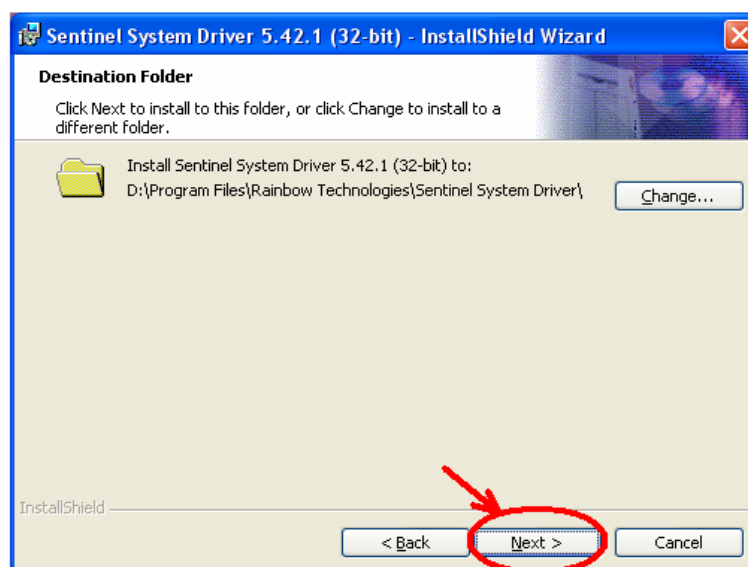 Sentinel System Driver 5.42.1 (32-bit) - InstallShield Wizard
Destination Folder
Click Next to install to this folder, or click Change to install to a
different folder.
Install Sentinel System Driver 5.42.1 (32-bit) to:
D:\Program Files\Rainbow Technologies\Sentinel System Driver\
Change...
InstallShield
< Back
Next >
Cancel